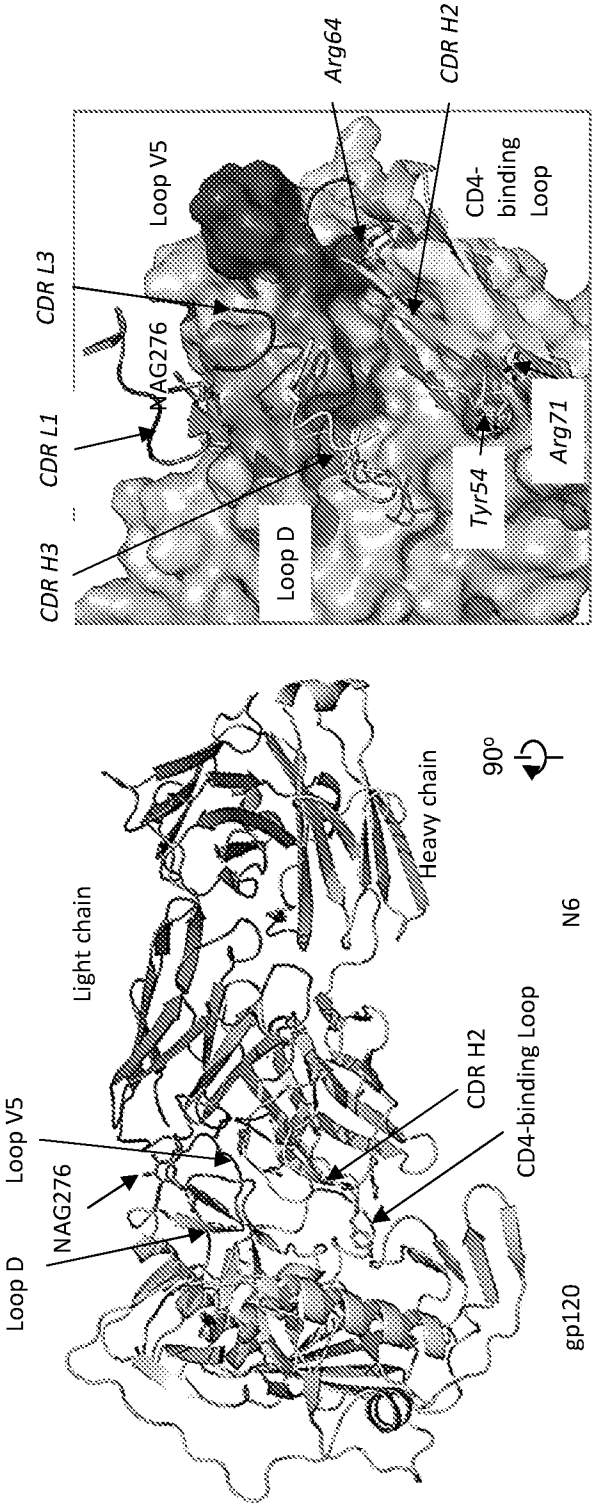 Loop D
NAG276
Loop V5
Light chain
Heavy chain
CDR H2
CD4-binding Loop
gp120
N6
90º
CDR H3
CDR L1
CDR L3
NAG276
Loop V5
Loop D
Arg64
CDR H2
CD4-
binding
Loop
Tyr54
Arg71